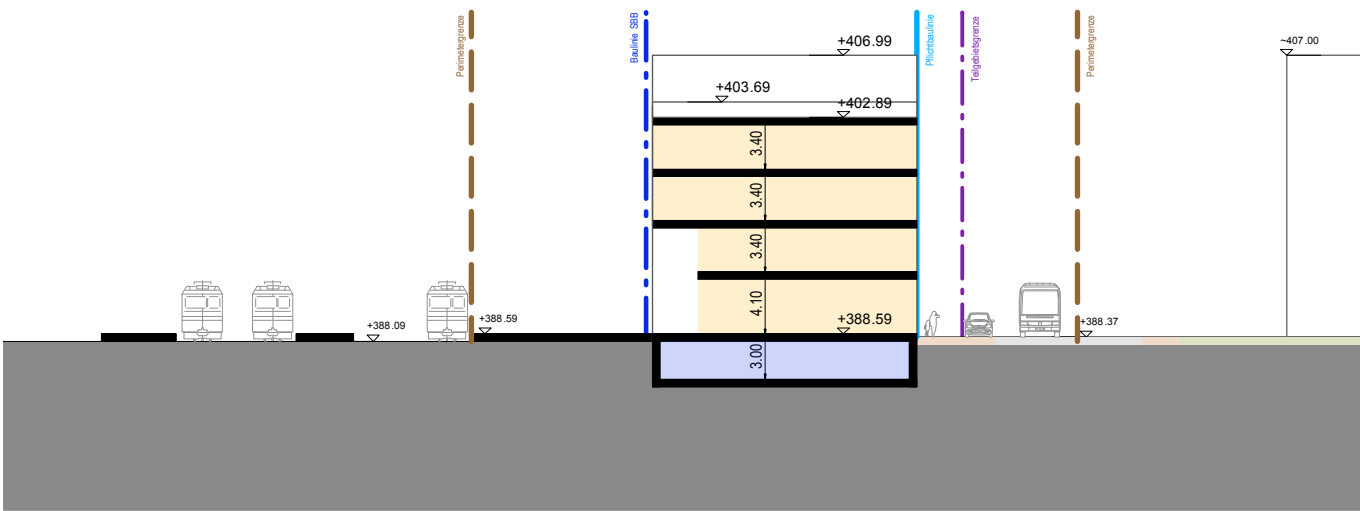 Perimetergrenze
Baulinie SBB
Pflichtbaulinie
Teilgebietsgrenze
Perimetergrenze
+406.99
~407.00
+403.69
+402.89
3.40
3.40
3.40
4.10
+388.09
+388.59
+388.59
+388.37
3.00